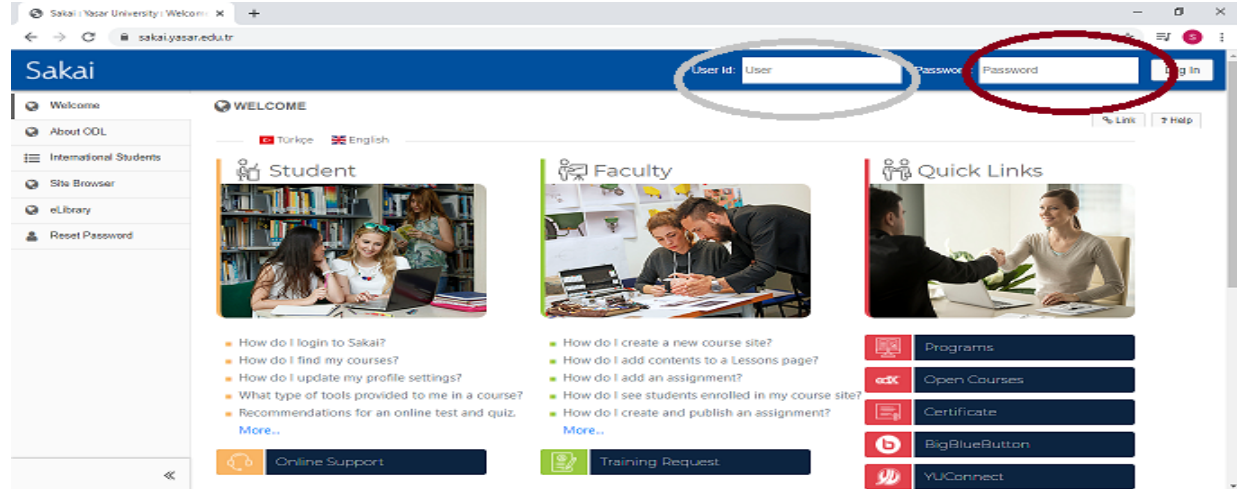 Sakai : Yasar University : Welcom
sakai.yasar.edu.tr
S
Sakai
User Id:
User
Password:
Password
Log In
Welcome
About ODL
International Students
Site Browser
eLibrary
Reset Password
WELCOME
Link
? Help
Türkçe
English
Student
Faculty
Quick Links
How do I login to Sakai?
How do I find my courses?
How do I update my profile settings?
What type of tools provided to me in a course?
Recommendations for an online test and quiz.
More..
Online Support
How do I create a new course site?
How do I add contents to a Lessons page?
How do I add an assignment?
How do I see students enrolled in my course site?
How do I create and publish an assignment?
More..
Training Request
Programs
edX
Open Courses
Certificate
b
BigBlueButton
YUConnect